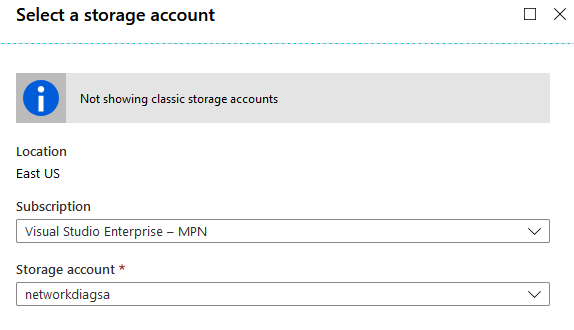 Select a storage account
Not showing classic storage accounts
Location
East US
Subscription
Visual Studio Enterprise – MPN
Storage account *
networkdiagsa